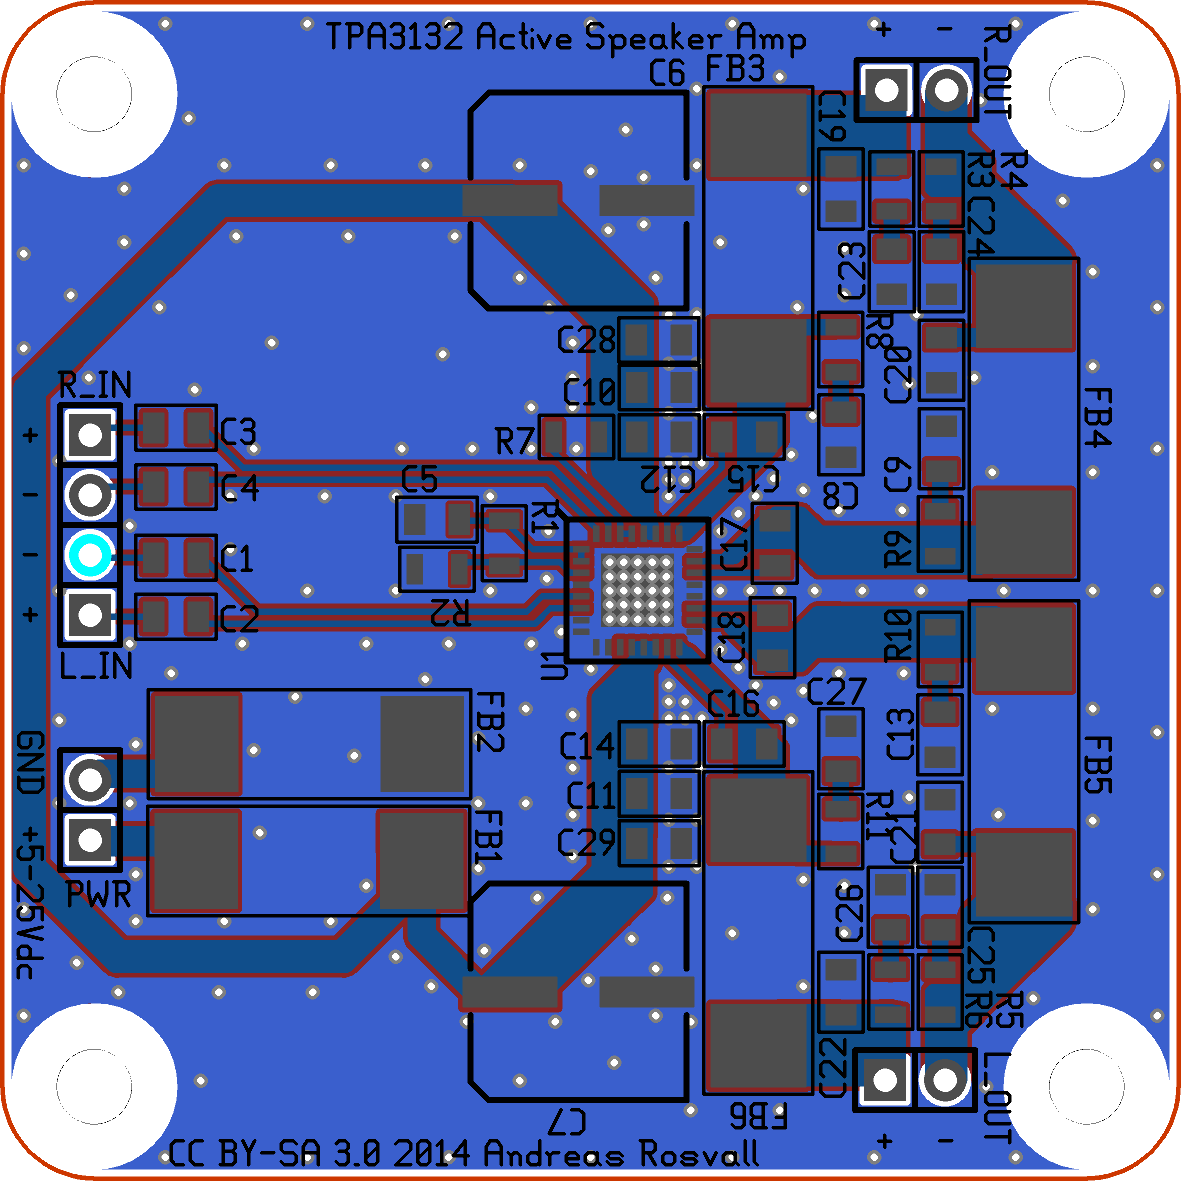 TPA3132 Active Speaker Amp
+ -
R_OUT
C6 FB3
C19
R3 R4
C24
C23
C28
R8
C20
R_IN
C10
FB4
+
C3
R7
C12 C15
C9
-
C4
C5
C8
R1
C17
R9
-
C1
R2
+
C2
C18
R10
L_IN
U1
C27
FB2
C16
C13
GND
C14
FB5
C11
R11
C21
+5-25Vdc
FB1
C29
PWR
C26
C25
R6 R5
C22
L_OUT
C7
FB6
+ -
CC BY-SA 3.0 2014 Andreas Rosvall